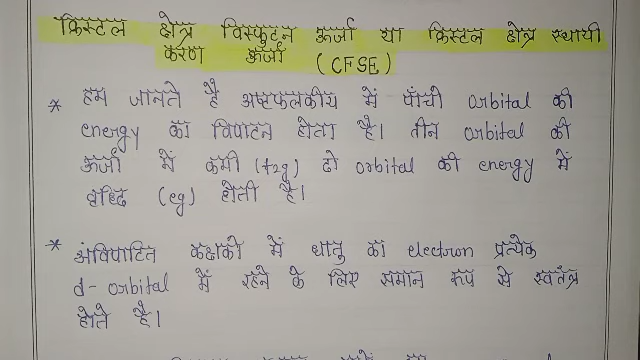 क्रिस्टल क्षेत्र विस्फुटन ऊर्जा या क्रिस्टल क्षेत्र स्थायी
करण ऊर्जा (CFSE)
* हम जानते है अष्टफलकीय में पाँचो orbital की
energy का विपाटन होता है। तीन orbital की
ऊर्जा में कमी (t2g) दो orbital की energy में
वृध्दि (eg) होती है।
* अंविपाटित कक्षको में धातु का electron प्रत्येक
d-orbital में रहने के लिए समान रूप से स्वतंत्र
होते है।